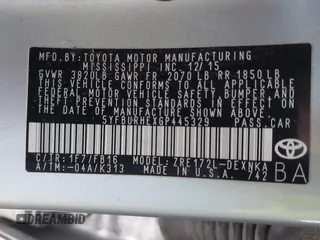 MFD.BY: TOYOTA MOTOR MANUFACTURING
MISSISSIPPI INC. 12/15
GVWR 3820LB GAWR FR 2070LB RR 1850LB
THIS VEHICLE CONFORMS TO ALL APPLICABLE
FEDERAL MOTOR VEHICLE SAFETY, BUMPER, AND
THEFT PREVENTION STANDARDS IN EFFECT ON
THE DATE OF MANUFACTURE SHOWN ABOVE.
5YFBURHEXGP445329 PASS.CAR
C/TR: 1F7/FB16 MODEL: ZRE172L-DEXNKA
A/TM: -04A/K313 MADE IN U.S.A. 742
TOYOTA
BA
DREAMBID